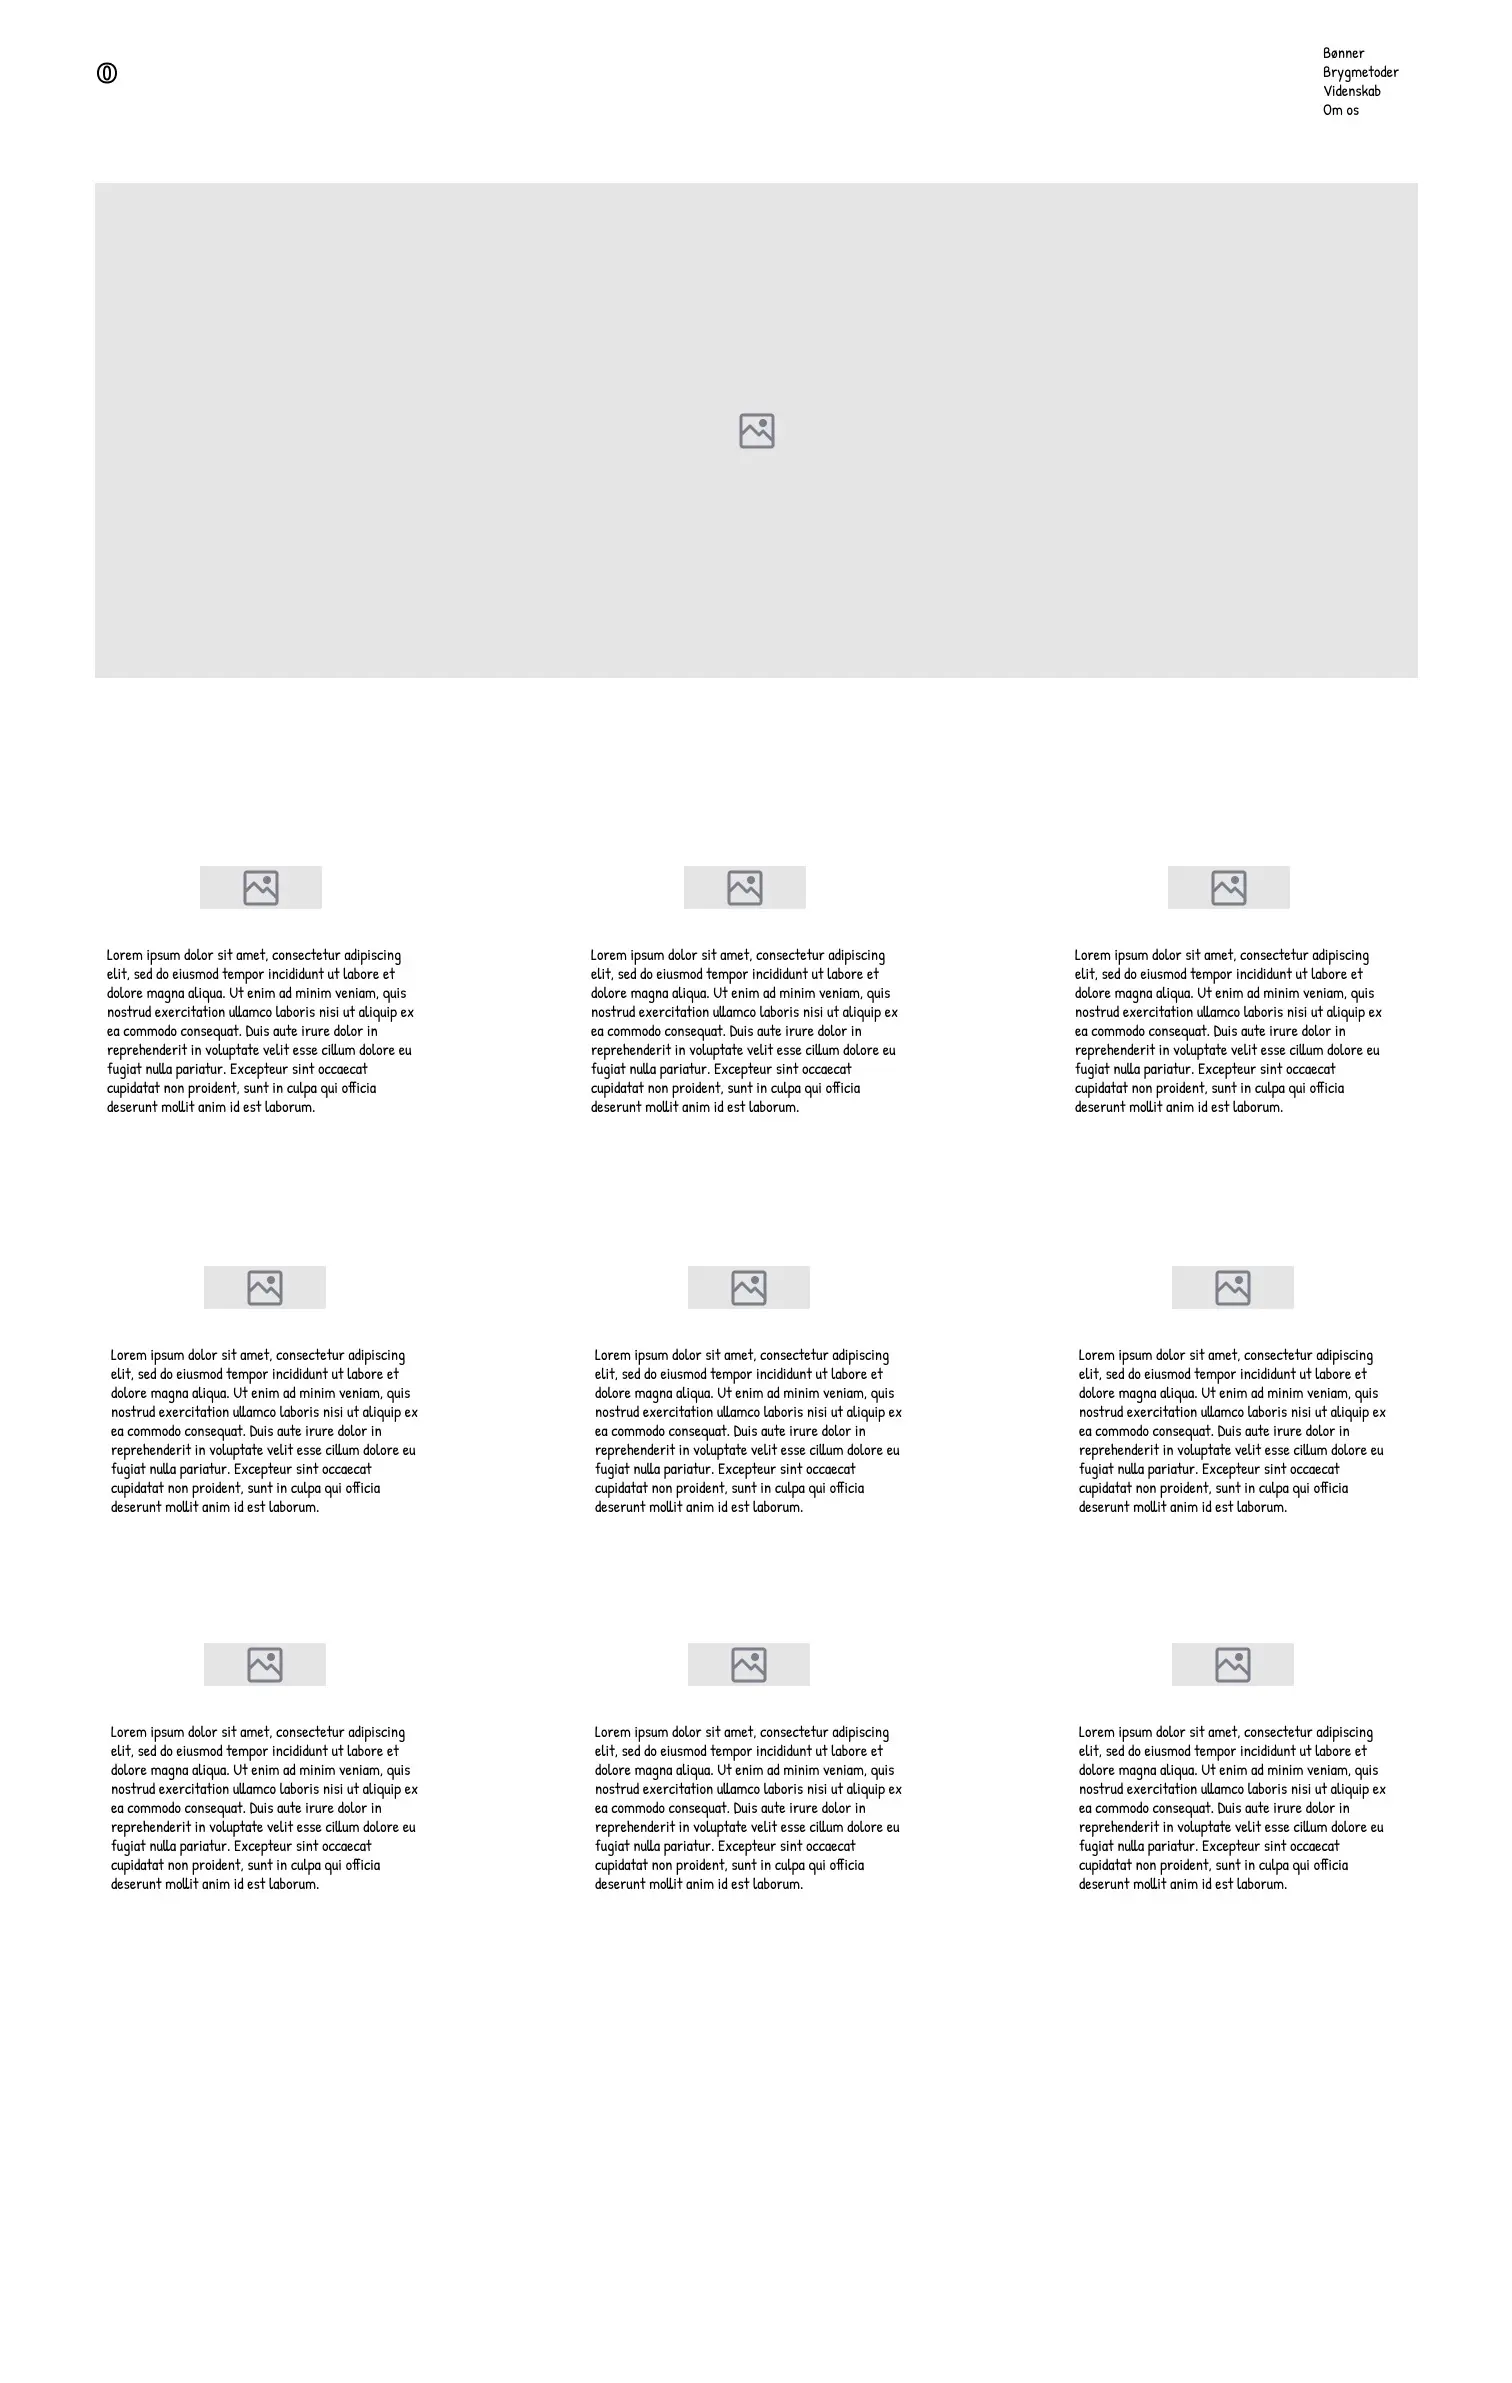 Bønner
Brygmetoder
Videnskab
Om os
Lorem ipsum dolor sit amet, consectetur adipiscing
elit, sed do eiusmod tempor incididunt ut labore et
dolore magna aliqua. Ut enim ad minim veniam, quis
nostrud exercitation ullamco laboris nisi ut aliquip ex
ea commodo consequat. Duis aute irure dolor in
reprehenderit in voluptate velit esse cillum dolore eu
fugiat nulla pariatur. Excepteur sint occaecat
cupidatat non proident, sunt in culpa qui officia
deserunt mollit anim id est laborum.
Lorem ipsum dolor sit amet, consectetur adipiscing
elit, sed do eiusmod tempor incididunt ut labore et
dolore magna aliqua. Ut enim ad minim veniam, quis
nostrud exercitation ullamco laboris nisi ut aliquip ex
ea commodo consequat. Duis aute irure dolor in
reprehenderit in voluptate velit esse cillum dolore eu
fugiat nulla pariatur. Excepteur sint occaecat
cupidatat non proident, sunt in culpa qui officia
deserunt mollit anim id est laborum.
Lorem ipsum dolor sit amet, consectetur adipiscing
elit, sed do eiusmod tempor incididunt ut labore et
dolore magna aliqua. Ut enim ad minim veniam, quis
nostrud exercitation ullamco laboris nisi ut aliquip ex
ea commodo consequat. Duis aute irure dolor in
reprehenderit in voluptate velit esse cillum dolore eu
fugiat nulla pariatur. Excepteur sint occaecat
cupidatat non proident, sunt in culpa qui officia
deserunt mollit anim id est laborum.
Lorem ipsum dolor sit amet, consectetur adipiscing
elit, sed do eiusmod tempor incididunt ut labore et
dolore magna aliqua. Ut enim ad minim veniam, quis
nostrud exercitation ullamco laboris nisi ut aliquip ex
ea commodo consequat. Duis aute irure dolor in
reprehenderit in voluptate velit esse cillum dolore eu
fugiat nulla pariatur. Excepteur sint occaecat
cupidatat non proident, sunt in culpa qui officia
deserunt mollit anim id est laborum.
Lorem ipsum dolor sit amet, consectetur adipiscing
elit, sed do eiusmod tempor incididunt ut labore et
dolore magna aliqua. Ut enim ad minim veniam, quis
nostrud exercitation ullamco laboris nisi ut aliquip ex
ea commodo consequat. Duis aute irure dolor in
reprehenderit in voluptate velit esse cillum dolore eu
fugiat nulla pariatur. Excepteur sint occaecat
cupidatat non proident, sunt in culpa qui officia
deserunt mollit anim id est laborum.
Lorem ipsum dolor sit amet, consectetur adipiscing
elit, sed do eiusmod tempor incididunt ut labore et
dolore magna aliqua. Ut enim ad minim veniam, quis
nostrud exercitation ullamco laboris nisi ut aliquip ex
ea commodo consequat. Duis aute irure dolor in
reprehenderit in voluptate velit esse cillum dolore eu
fugiat nulla pariatur. Excepteur sint occaecat
cupidatat non proident, sunt in culpa qui officia
deserunt mollit anim id est laborum.
Lorem ipsum dolor sit amet, consectetur adipiscing
elit, sed do eiusmod tempor incididunt ut labore et
dolore magna aliqua. Ut enim ad minim veniam, quis
nostrud exercitation ullamco laboris nisi ut aliquip ex
ea commodo consequat. Duis aute irure dolor in
reprehenderit in voluptate velit esse cillum dolore eu
fugiat nulla pariatur. Excepteur sint occaecat
cupidatat non proident, sunt in culpa qui officia
deserunt mollit anim id est laborum.
Lorem ipsum dolor sit amet, consectetur adipiscing
elit, sed do eiusmod tempor incididunt ut labore et
dolore magna aliqua. Ut enim ad minim veniam, quis
nostrud exercitation ullamco laboris nisi ut aliquip ex
ea commodo consequat. Duis aute irure dolor in
reprehenderit in voluptate velit esse cillum dolore eu
fugiat nulla pariatur. Excepteur sint occaecat
cupidatat non proident, sunt in culpa qui officia
deserunt mollit anim id est laborum.
Lorem ipsum dolor sit amet, consectetur adipiscing
elit, sed do eiusmod tempor incididunt ut labore et
dolore magna aliqua. Ut enim ad minim veniam, quis
nostrud exercitation ullamco laboris nisi ut aliquip ex
ea commodo consequat. Duis aute irure dolor in
reprehenderit in voluptate velit esse cillum dolore eu
fugiat nulla pariatur. Excepteur sint occaecat
cupidatat non proident, sunt in culpa qui officia
deserunt mollit anim id est laborum.